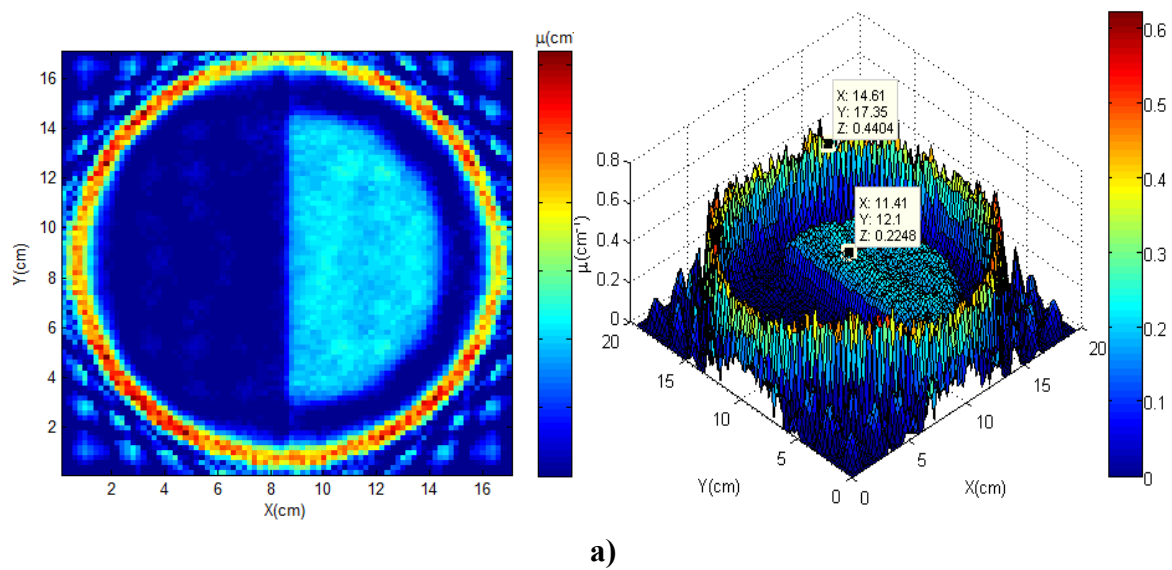 μ(cm
Y(cm)
16
14
12
10
8
6
4
2
2 4 6 8 10 12 14 16
X(cm)
X: 14.61
Y: 17.35
Z: 0.4404
X: 11.41
Y: 12.1
Z: 0.2248
μ(cm⁻¹)
0.8
0.6
0.4
0.2
0
20
15
10
5
0
Y(cm)
0
5
10
15
20
X(cm)
0.6
0.5
0.4
0.3
0.2
0.1
0
a)